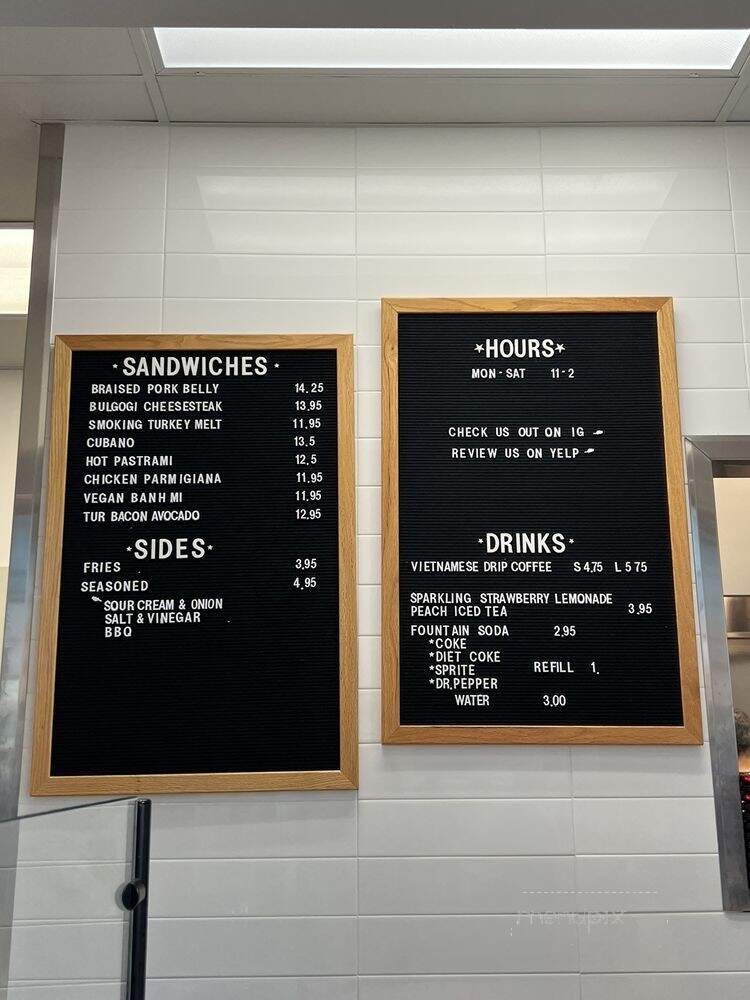 *SANDWICHES*
BRAISED PORK BELLY 14.25
BULGOGI CHEESESTEAK 13.95
SMOKING TURKEY MELT 11.95
CUBANO 13.5
HOT PASTRAMI 12.5
CHICKEN PARMIGIANA 11.95
VEGAN BANH MI 11.95
TUR BACON AVOCADO 12.95
*SIDES*
FRIES 3.95
SEASONED 4.95
SOUR CREAM & ONION
SALT & VINEGAR
BBQ
*HOURS*
MON-SAT 11-2
CHECK US OUT ON IG
REVIEW US ON YELP
*DRINKS*
VIETNAMESE DRIP COFFEE S 4.75 L 5 75
SPARKLING STRAWBERRY LEMONADE
PEACH ICED TEA 3.95
FOUNTAIN SODA 2.95
*COKE
*DIET COKE
*SPRITE REFILL 1.
*DR.PEPPER
WATER 3.00
menupix